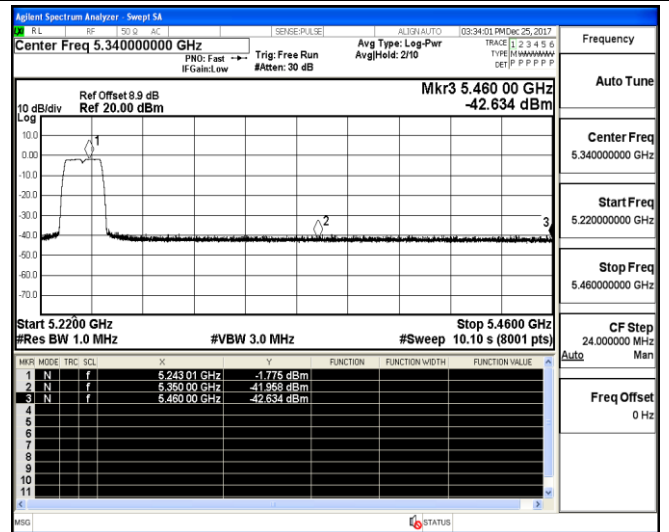 Agilent Spectrum Analyzer - Swept SA
RL RF 50 Ω AC SENSE:PULSE ALIGN AUTO 03:34:01 PM Dec 25, 2017
Center Freq 5.340000000 GHz
PNO: Fast
IFGain:Low
Trig: Free Run
#Atten: 30 dB
Avg Type: Log-Pwr
Avg|Hold: 2/10
TRACE 1 2 3 4 5 6
TYPE M
DET P P P P P P
Ref Offset 8.9 dB
10 dB/div Ref 20.00 dBm
Log
Mkr3 5.460 00 GHz
-42.634 dBm
10.0
0.00
-10.0
-20.0
-30.0
-40.0
-50.0
-60.0
-70.0
1
2
3
Start 5.2200 GHz Stop 5.4600 GHz
#Res BW 1.0 MHz #VBW 3.0 MHz #Sweep 10.10 s (8001 pts)
MKR MODE TRC SCL X Y FUNCTION FUNCTION WIDTH FUNCTION VALUE
1 N f 5.243 01 GHz -1.775 dBm
2 N f 5.350 00 GHz -41.958 dBm
3 N f 5.460 00 GHz -42.634 dBm
4
5
6
7
8
9
10
11
MSG STATUS
Frequency
Auto Tune
Center Freq
5.340000000 GHz
Start Freq
5.220000000 GHz
Stop Freq
5.460000000 GHz
CF Step
24.000000 MHz
Auto Man
Freq Offset
0 Hz